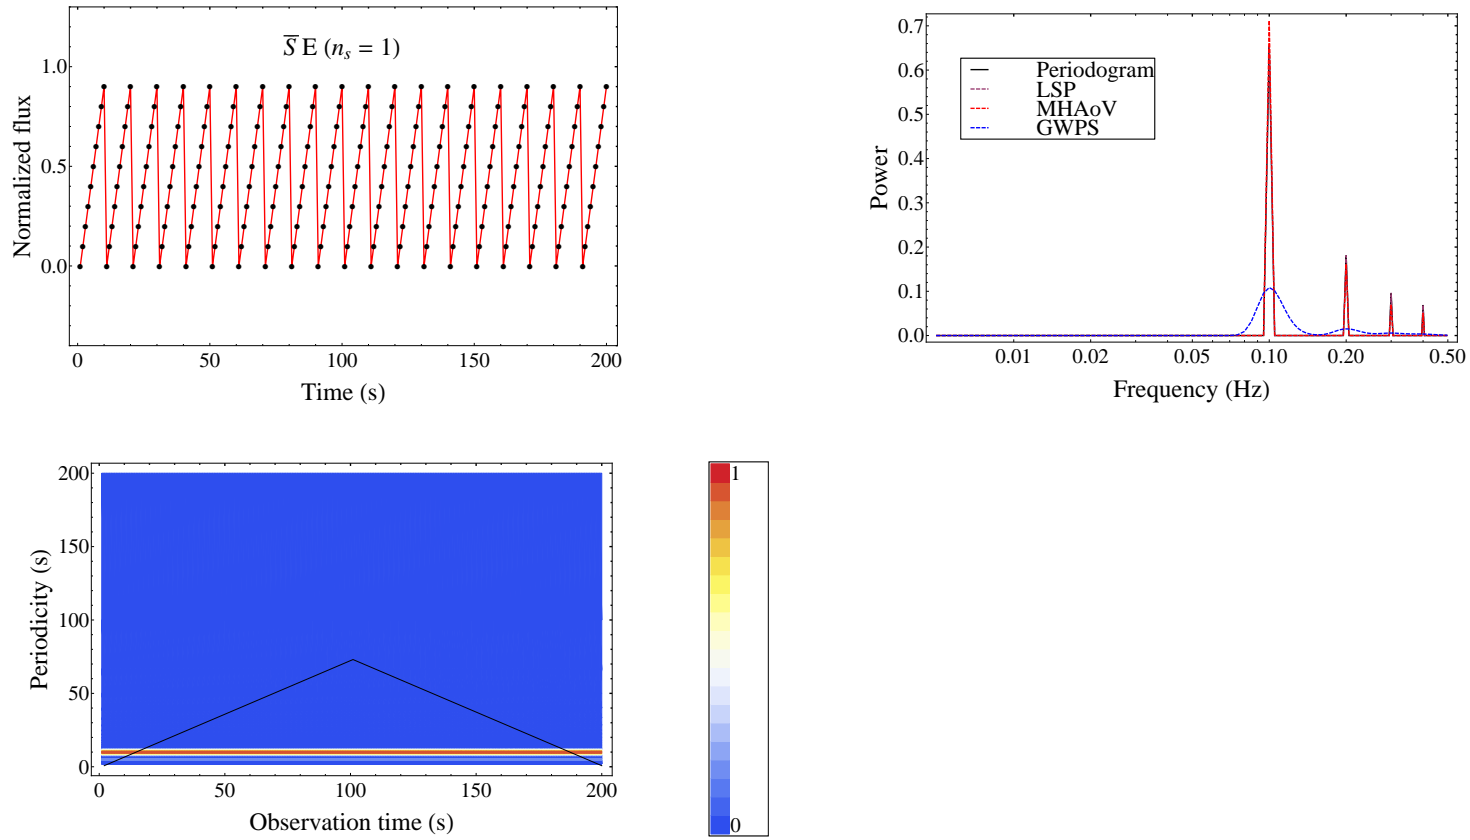 S̅ E (n_s = 1)
1.0
0.5
0.0
Normalized flux
0 50 100 150 200
Time (s)
0.7
0.6
0.5
0.4
0.3
0.2
0.1
0.0
Power
Periodogram
LSP
MHAoV
GWPS
0.01 0.02 0.05 0.10 0.20 0.50
Frequency (Hz)
200
150
100
50
0
Periodicity (s)
0 50 100 150 200
Observation time (s)
1
0